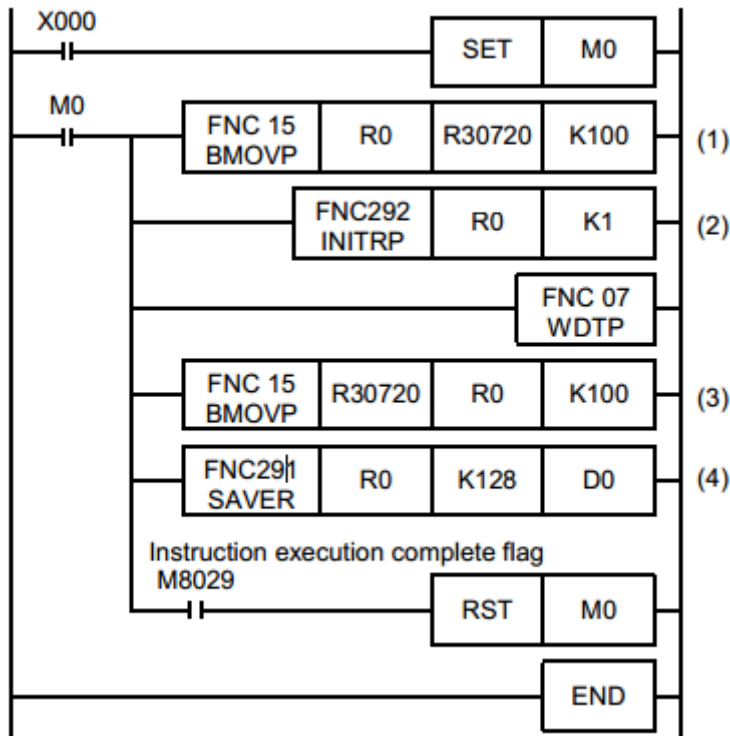 X000
SET M0
M0
FNC 15 BMOVP R0 R30720 K100 (1)
FNC292 INITRP R0 K1 (2)
FNC 07 WDTP
FNC 15 BMOVP R30720 R0 K100 (3)
FNC291 SAVER R0 K128 D0 (4)
Instruction execution complete flag
M8029
RST M0
END